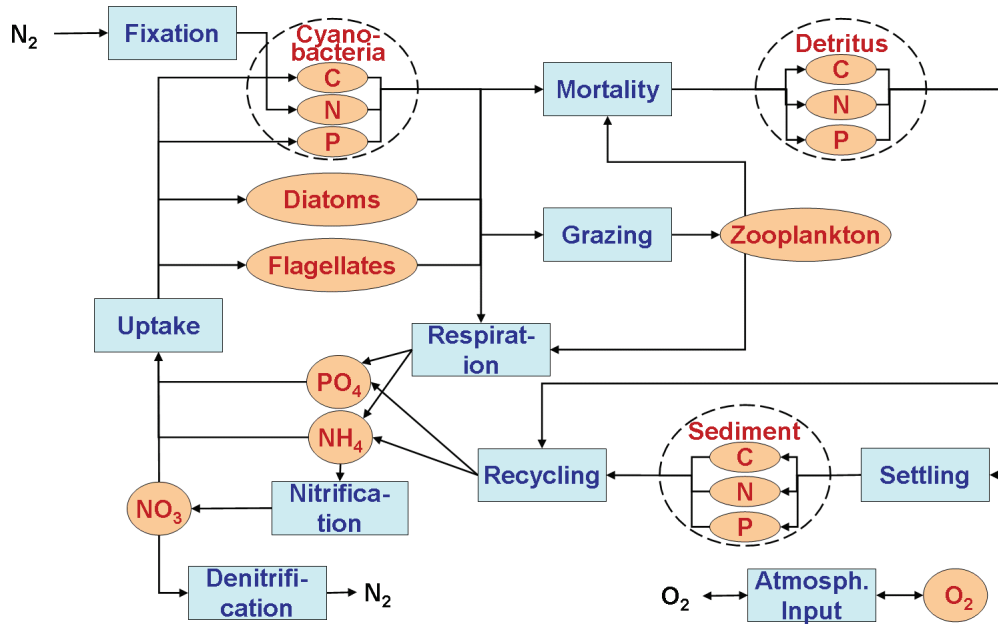 N₂
Fixation
Cyano-
bacteria
C
N
P
Mortality
Detritus
C
N
P
Diatoms
Flagellates
Grazing
Zooplankton
Uptake
Respirat-
ion
PO₄
NH₄
Nitrifica-
tion
NO₃
Denitrifi-
cation
N₂
Recycling
Sediment
C
N
P
Settling
O₂
Atmosph.
Input
O₂